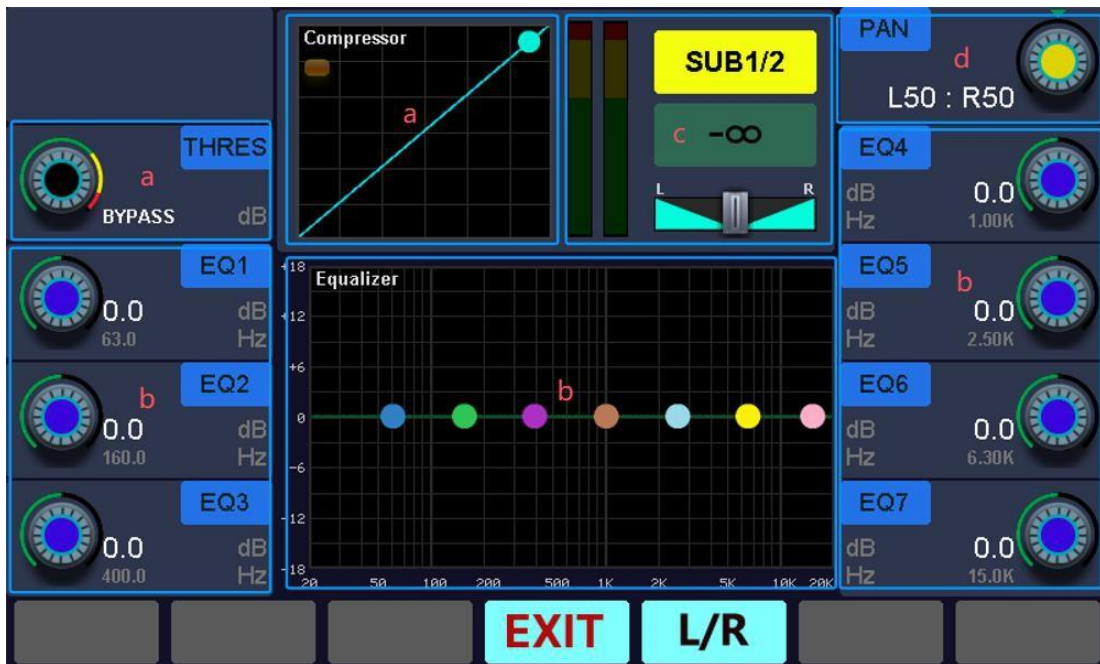 Compressor
a
SUB1/2
c -∞
L R
PAN
d
L50 : R50
THRES
a
BYPASS dB
EQ1
0.0 dB
63.0 Hz
EQ2
b
0.0 dB
160.0 Hz
EQ3
0.0 dB
400.0 Hz
Equalizer
+18
+12
+6
0
-6
-12
-18
b
20 50 100 200 500 1K 2K 5K 10K 20K
EQ4
dB 0.0
Hz 1.00K
EQ5
b
dB 0.0
Hz 2.50K
EQ6
dB 0.0
Hz 6.30K
EQ7
dB 0.0
Hz 15.0K
EXIT
L/R